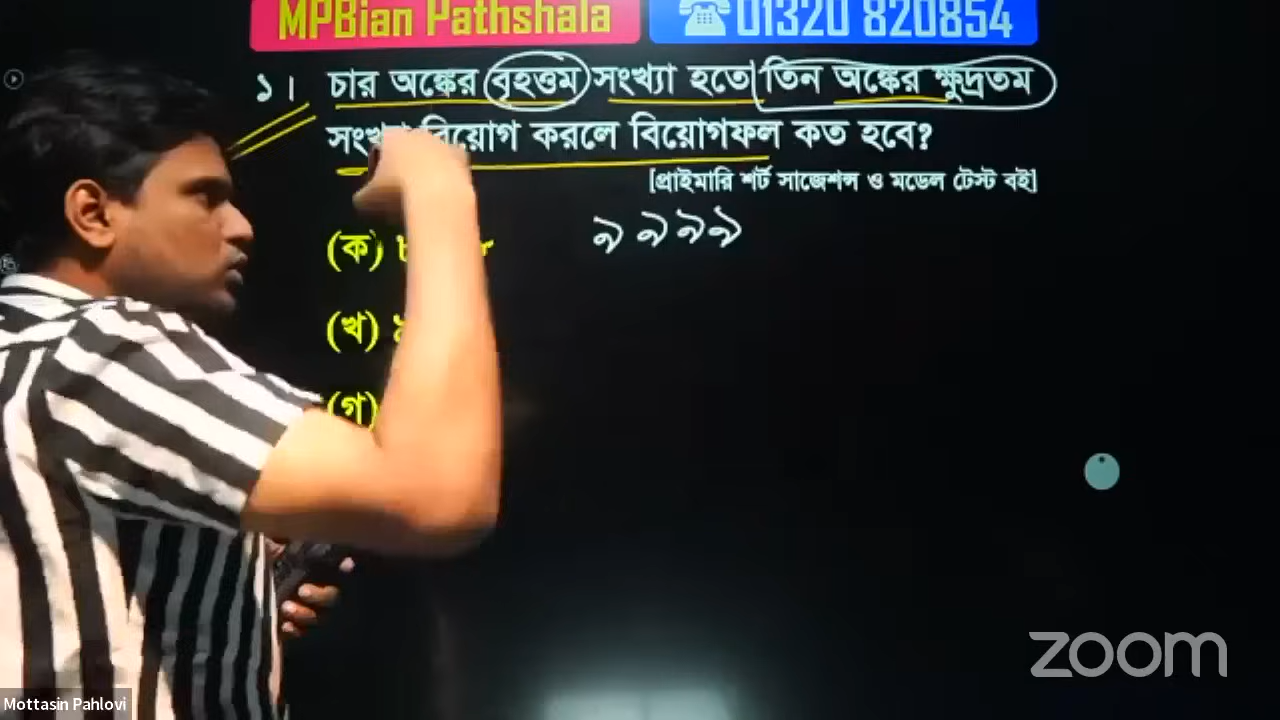 MPBian Pathshala
01320 820854
১। চার অঙ্কের বৃহত্তম সংখ্যা হতে তিন অঙ্কের ক্ষুদ্রতম
বিয়োগ করলে বিয়োগফল কত হবে?
[প্রাইমারি শর্ট সাজেশন্স ও মডেল টেস্ট বই]
৯৯৯৯
(ক)
(খ)
(গ)
zoom
Mottasin Pahlovi